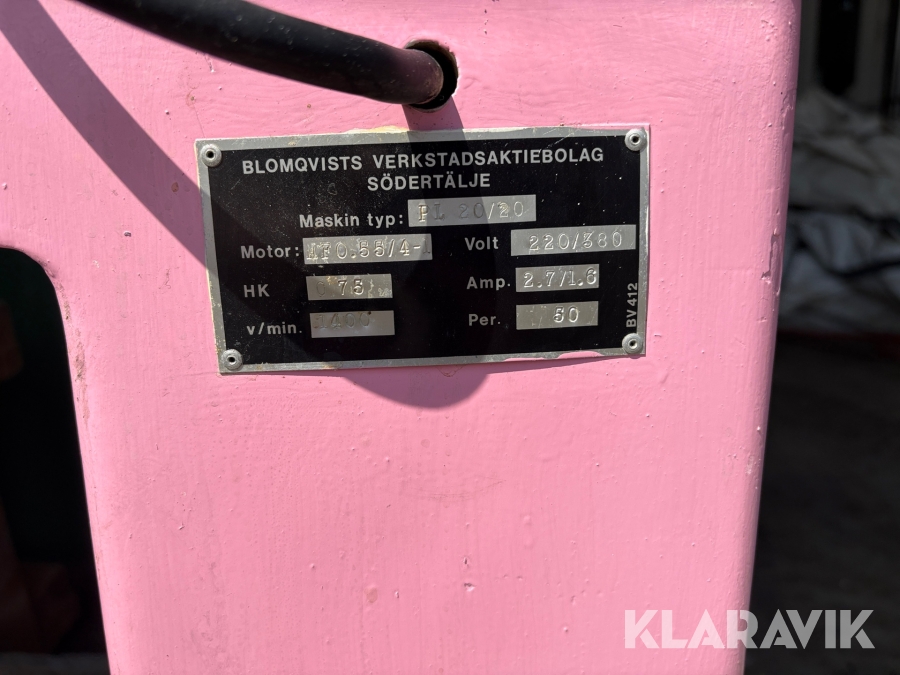 BLOMQVISTS VERKSTADSAKTIEBOLAG
SÖDERTÄLJE
Maskin typ: PL 20/20
Motor: Volt 220/380
HK Amp. 2.7/1.6
v/min. 1400 Per. 50
BV 412
KLARAVIK